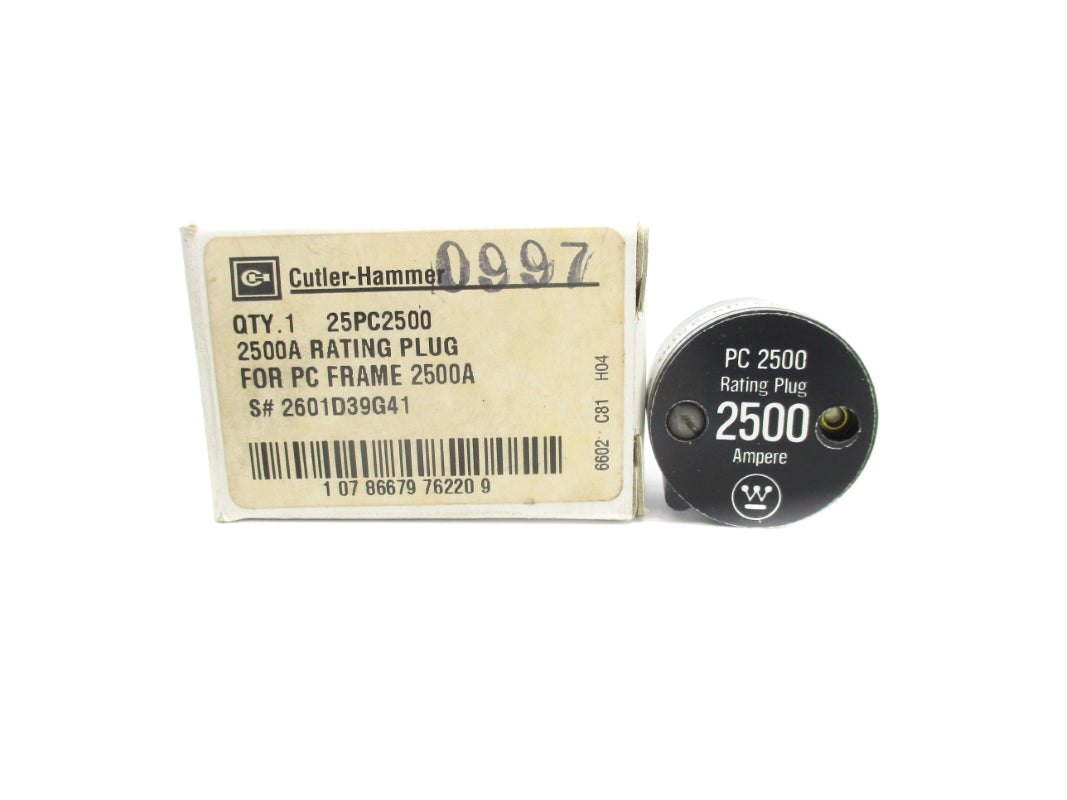 Cutler-Hammer
0997
QTY.1 25PC2500
2500A RATING PLUG
FOR PC FRAME 2500A
S# 2601D39G41
1 07 86679 76220 9
6602 C81 H04
PC 2500
Rating Plug
2500
Ampere
W